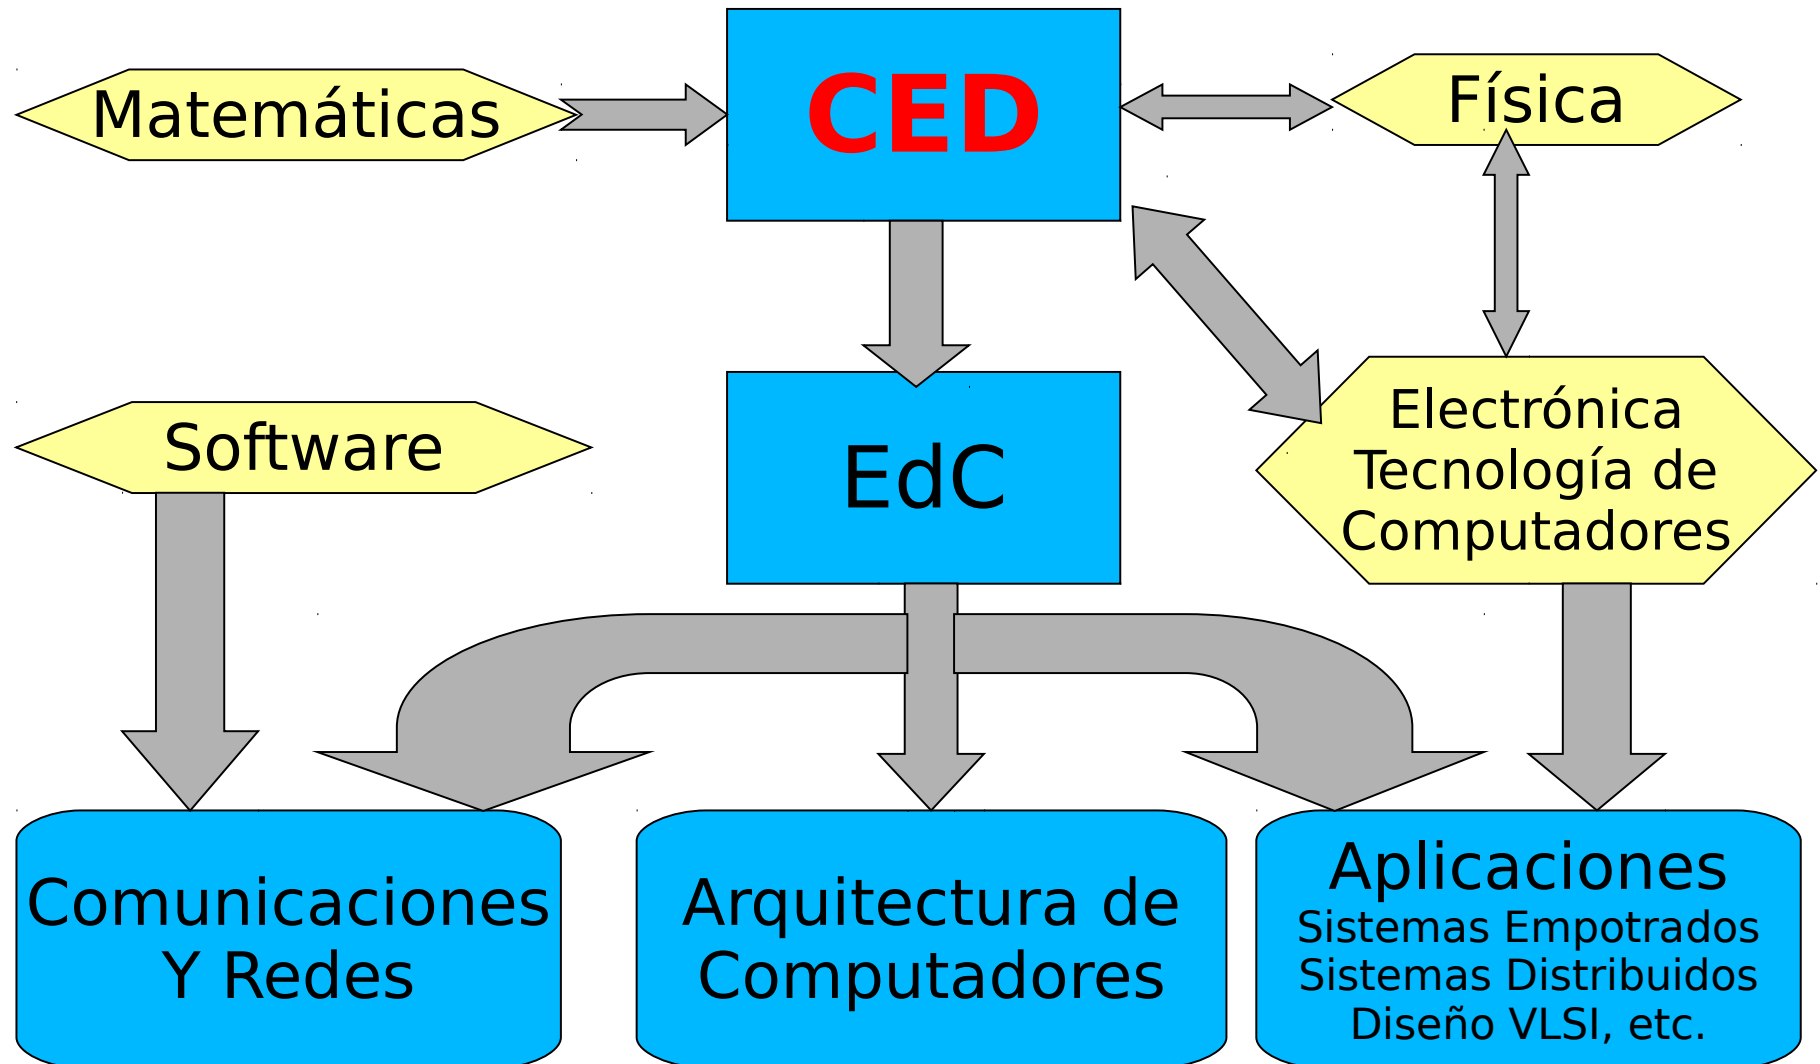 Matemáticas
CED
Física
Software
EdC
Electrónica
Tecnología de
Computadores
Comunicaciones
Y Redes
Arquitectura de
Computadores
Aplicaciones
Sistemas Empotrados
Sistemas Distribuidos
Diseño VLSI, etc.